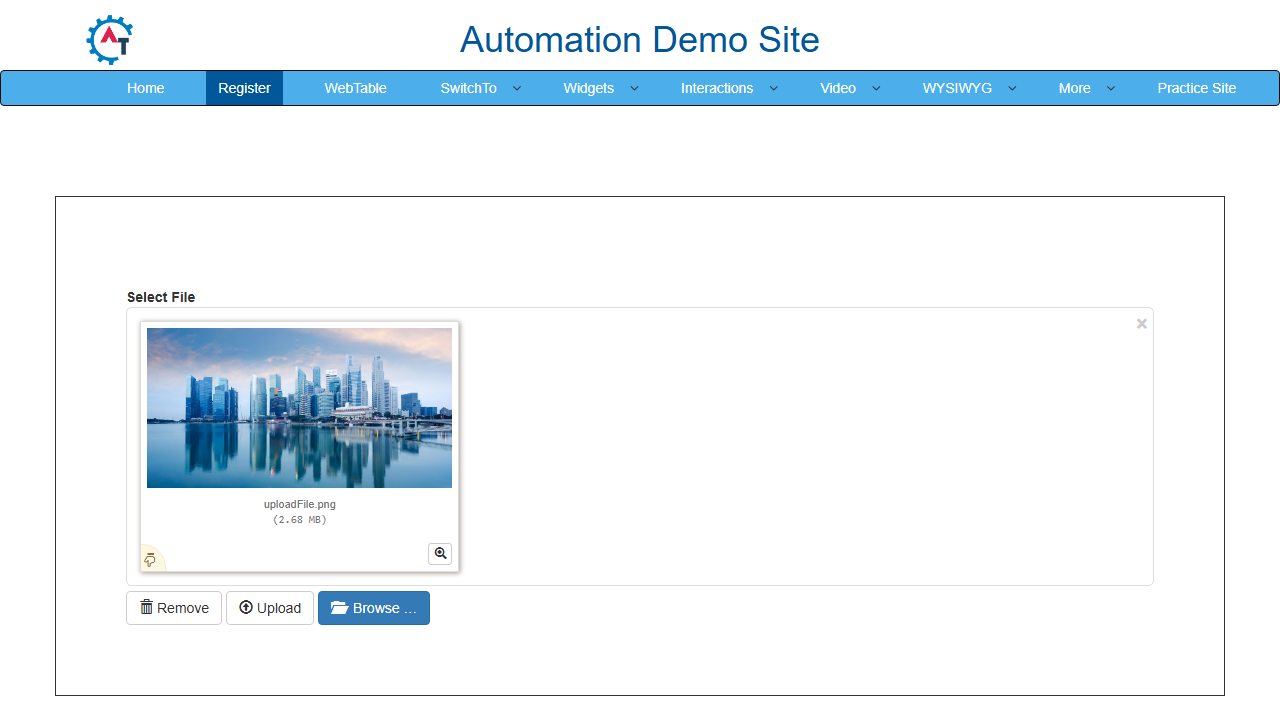 AT
Automation Demo Site
Home Register WebTable SwitchTo Widgets Interactions Video WYSIWYG More Practice Site
Select File
×
uploadFile.png
(2.68 MB)
Remove Upload Browse …